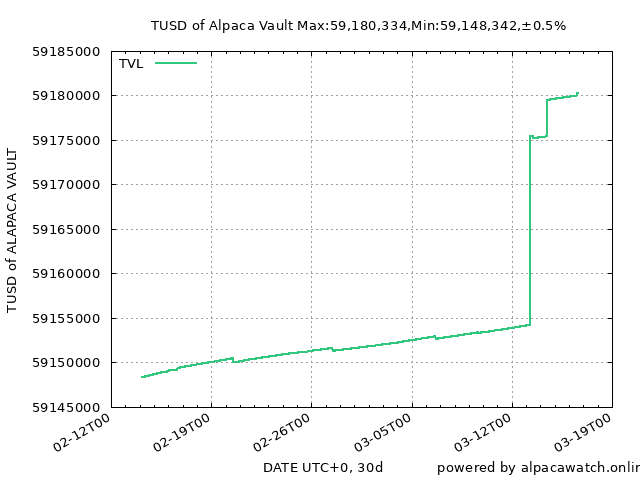 TUSD of Alpaca Vault Max:59,180,334,Min:59,148,342,±0.5%
TVL
59185000
59180000
59175000
59170000
59165000
59160000
59155000
59150000
59145000
TUSD of ALAPACA VAULT
02-12T00
02-19T00
02-26T00
03-05T00
03-12T00
03-19T00
DATE UTC+0, 30d
powered by alpacawatch.onlin